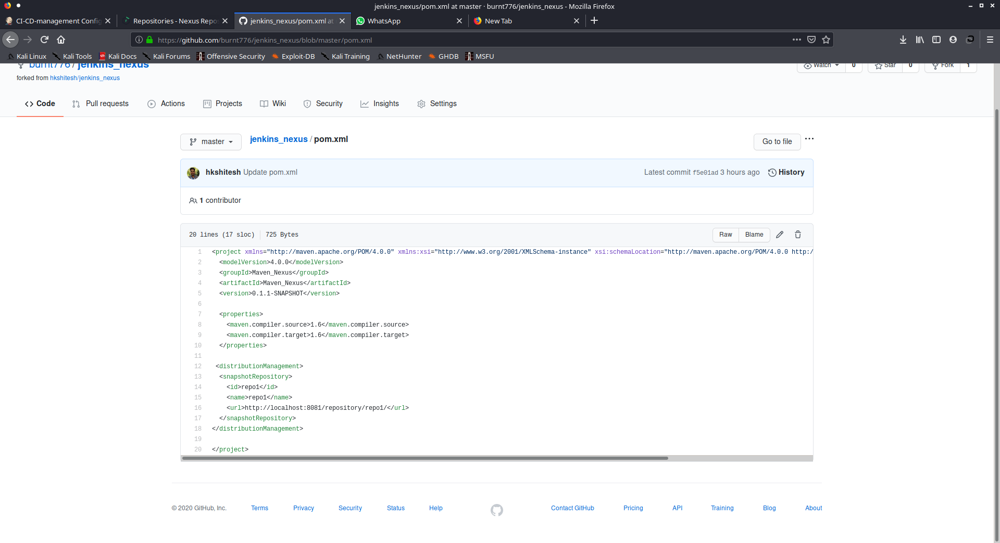 jenkins_nexus/pom.xml at master · burnt776/jenkins_nexus - Mozilla Firefox
CI-CD-management Config
Repositories - Nexus Repo
jenkins_nexus/pom.xml at
WhatsApp
New Tab
https://github.com/burnt776/jenkins_nexus/blob/master/pom.xml
Kali Linux Kali Tools Kali Docs Kali Forums Offensive Security Exploit-DB Kali Training NetHunter GHDB MSFU
burnt776 / jenkins_nexus
Watch 0 Star 0 Fork 1
forked from hkshitesh/jenkins_nexus
Code Pull requests Actions Projects Wiki Security Insights Settings
master jenkins_nexus / pom.xml Go to file
hkshitesh Update pom.xml Latest commit f5e01ad 3 hours ago History
1 contributor
20 lines (17 sloc) 725 Bytes Raw Blame
1 <project xmlns="http://maven.apache.org/POM/4.0.0" xmlns:xsi="http://www.w3.org/2001/XMLSchema-instance" xsi:schemaLocation="http://maven.apache.org/POM/4.0.0 http:/
2 <modelVersion>4.0.0</modelVersion>
3 <groupId>Maven_Nexus</groupId>
4 <artifactId>Maven_Nexus</artifactId>
5 <version>0.1.1-SNAPSHOT</version>
6
7 <properties>
8 <maven.compiler.source>1.6</maven.compiler.source>
9 <maven.compiler.target>1.6</maven.compiler.target>
10 </properties>
11
12 <distributionManagement>
13 <snapshotRepository>
14 <id>repo1</id>
15 <name>repo1</name>
16 <url>http://localhost:8081/repository/repo1/</url>
17 </snapshotRepository>
18 </distributionManagement>
19
20 </project>
© 2020 GitHub, Inc. Terms Privacy Security Status Help Contact GitHub Pricing API Training Blog About